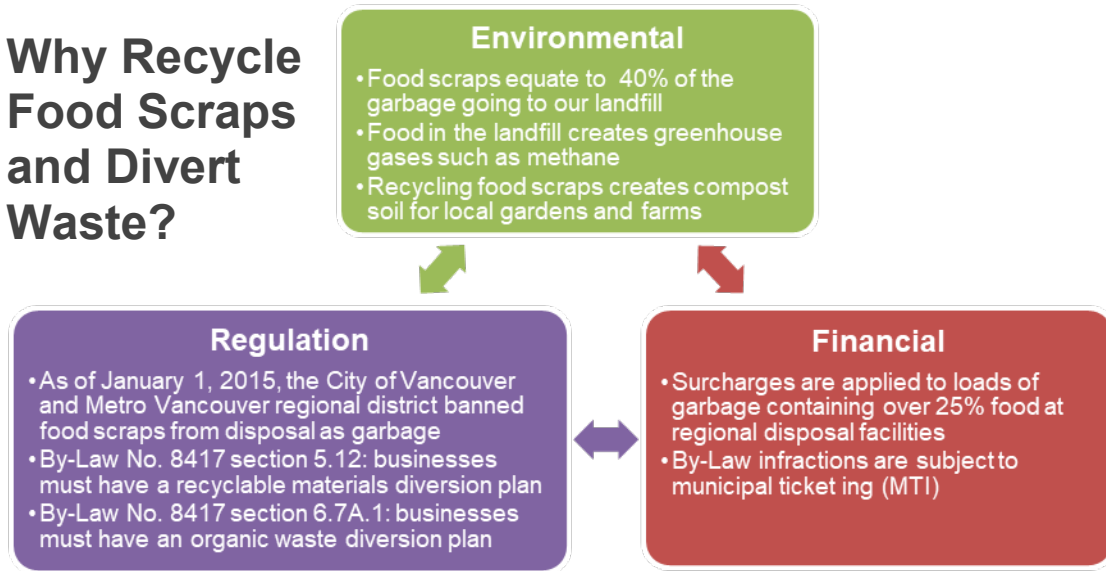 Why Recycle
Food Scraps
and Divert
Waste?
Environmental
•Food scraps equate to 40% of the
garbage going to our landfill
•Food in the landfill creates greenhouse
gases such as methane
•Recycling food scraps creates compost
soil for local gardens and farms
Regulation
•As of January 1, 2015, the City of Vancouver
and Metro Vancouver regional district banned
food scraps from disposal as garbage
•By-Law No. 8417 section 5.12: businesses
must have a recyclable materials diversion plan
•By-Law No. 8417 section 6.7A.1: businesses
must have an organic waste diversion plan
Financial
•Surcharges are applied to loads of
garbage containing over 25% food at
regional disposal facilities
•By-Law infractions are subject to
municipal ticket ing (MTI)